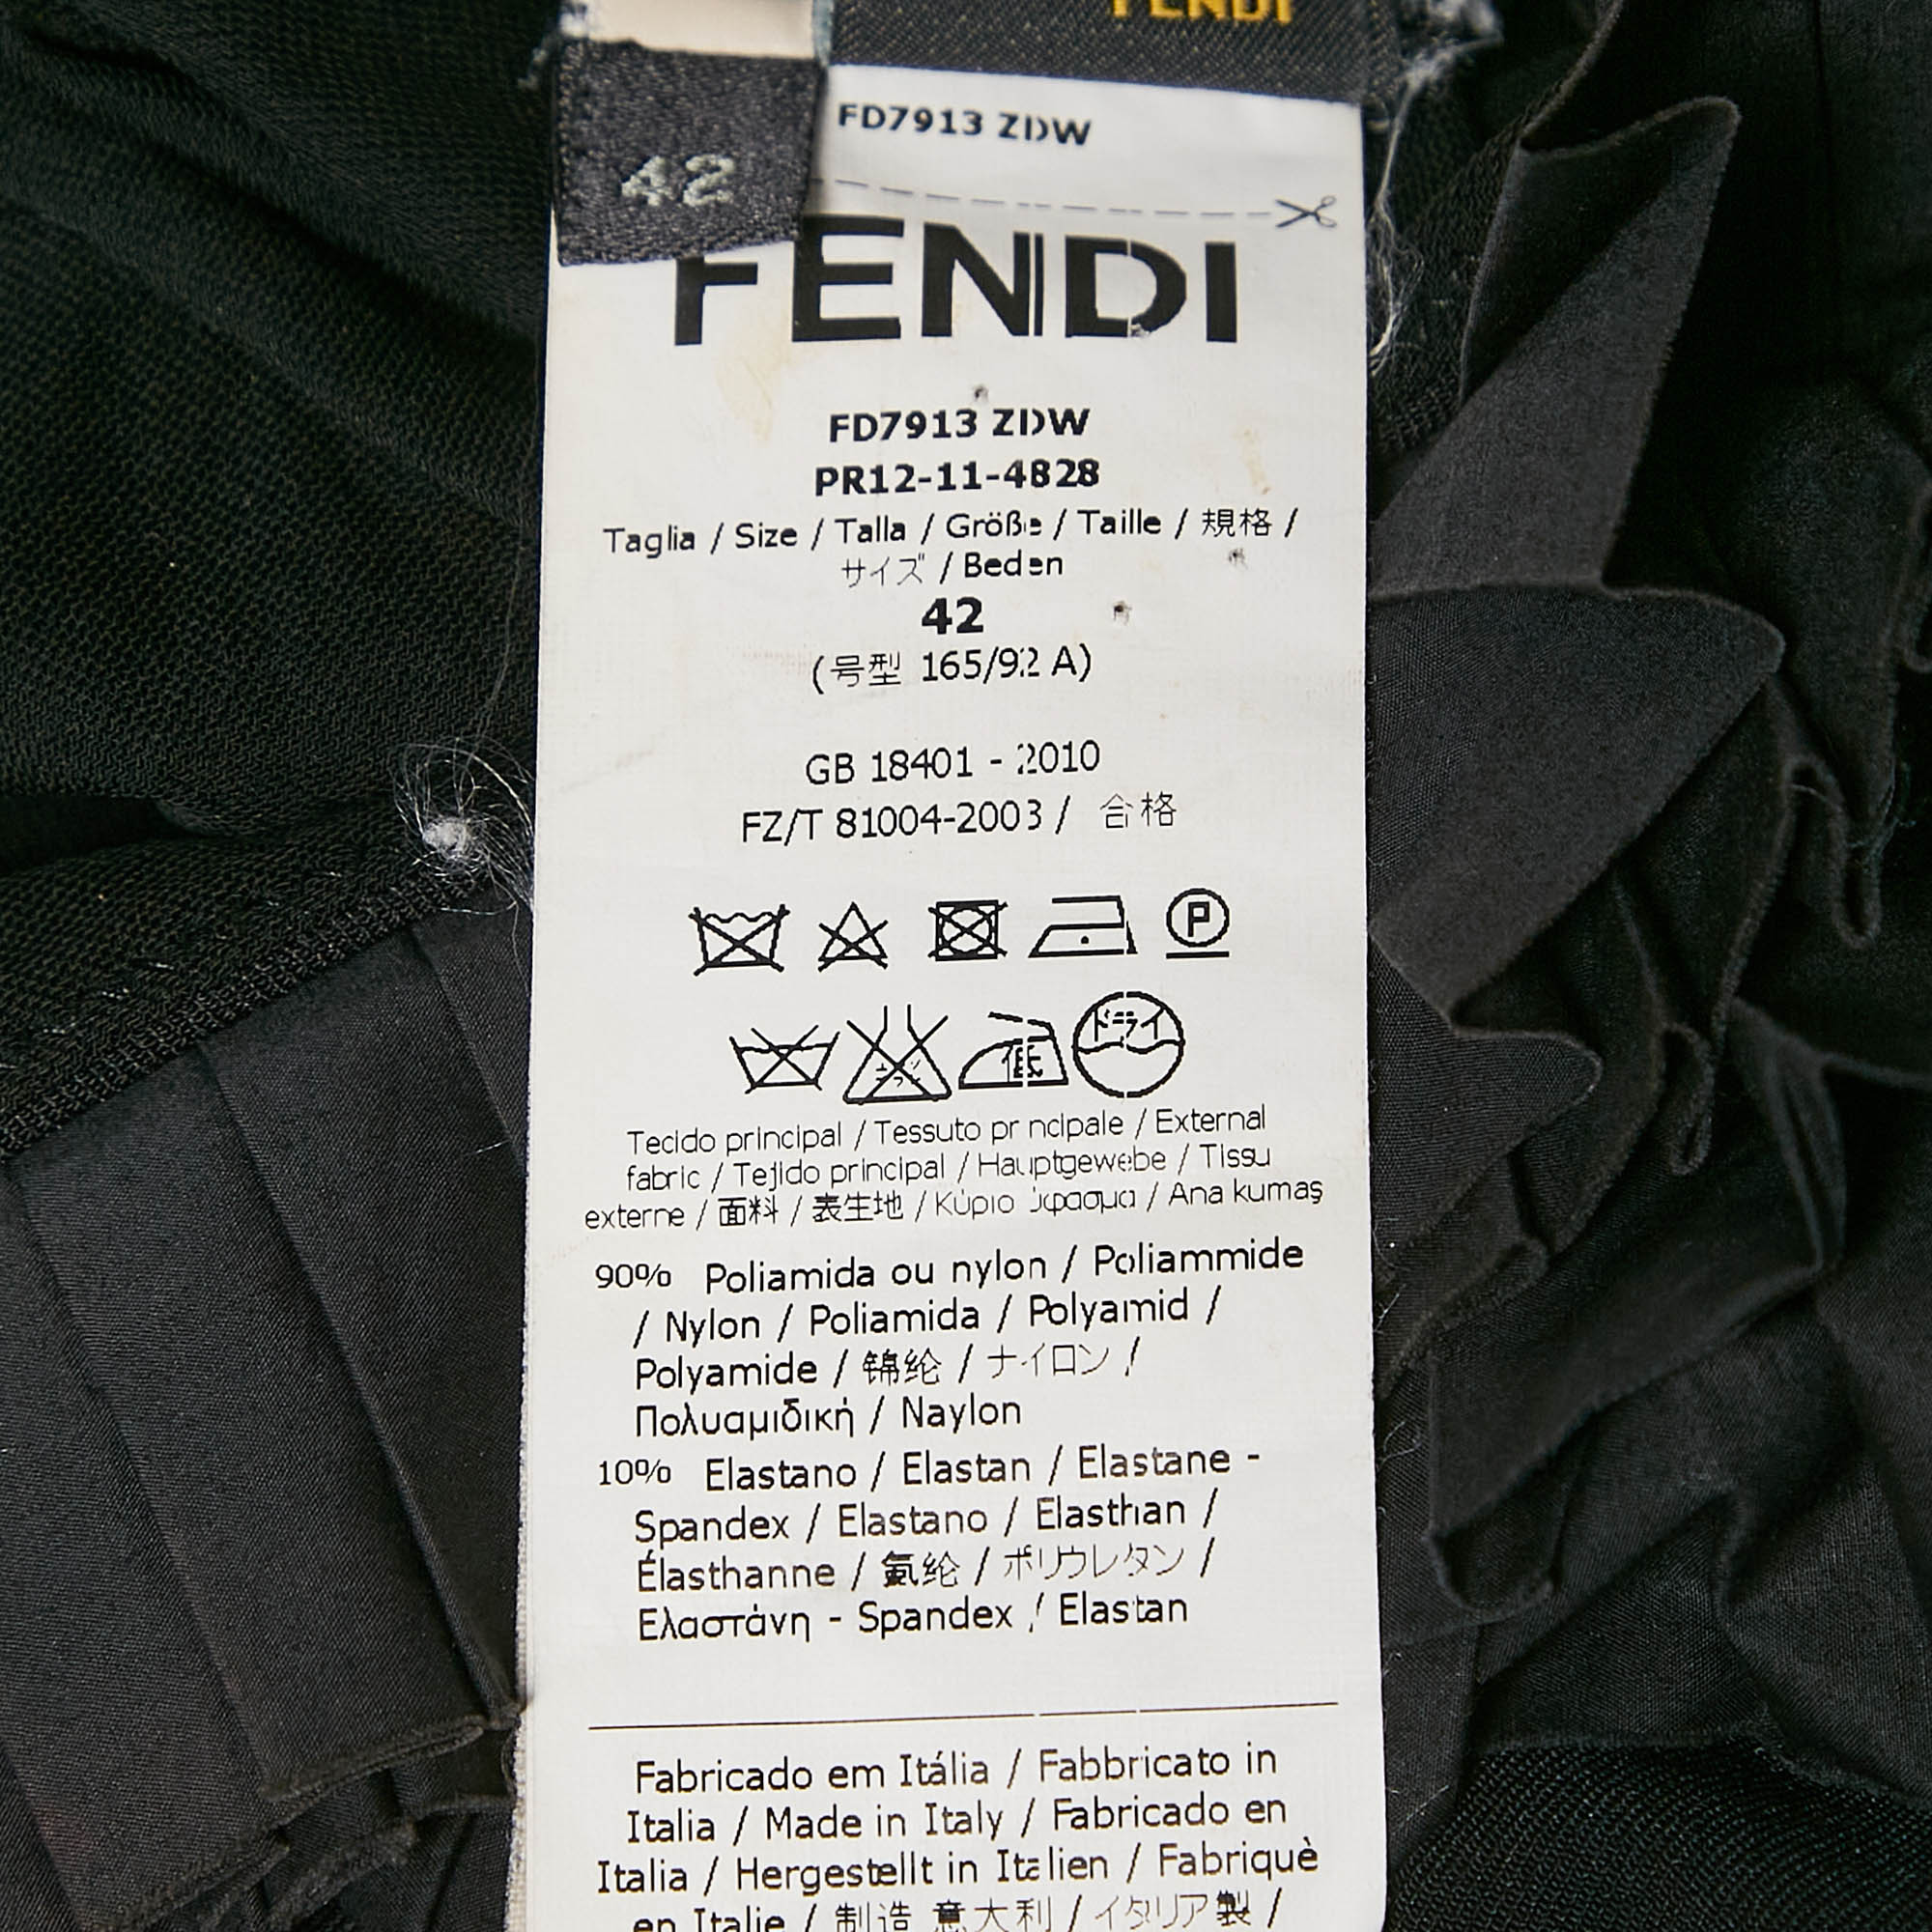 FENDI
42
FD7913 ZDW
FENDI
FD7913 ZDW
PR12-11-4828
Taglia / Size / Talla / Größe / Taille / 規格 /
サイズ / Beden
42
(号型 165/92 A)
GB 18401 - 2010
FZ/T 81004-2003 / 合格
P
ドライ
Tecido principal / Tessuto principale / External
fabric / Tejido principal / Hauptgewebe / Tissu
externe / 面料 / 表生地 / Κύριο ύφασμα / Ana kumaş
90% Poliamida ou nylon / Poliammide
/ Nylon / Poliamida / Polyamid /
Polyamide / 锦纶 / ナイロン /
Πολυαμιδική / Naylon
10% Elastano / Elastan / Elastane -
Spandex / Elastano / Elasthan /
Élasthanne / 氨纶 / ポリウレタン /
Ελαστάνη - Spandex / Elastan
Fabricado em Itália / Fabbricato in
Italia / Made in Italy / Fabricado en
Italia / Hergestellt in Italien / Fabriquè
en Italie / 制造 意大利 / イタリア製 /